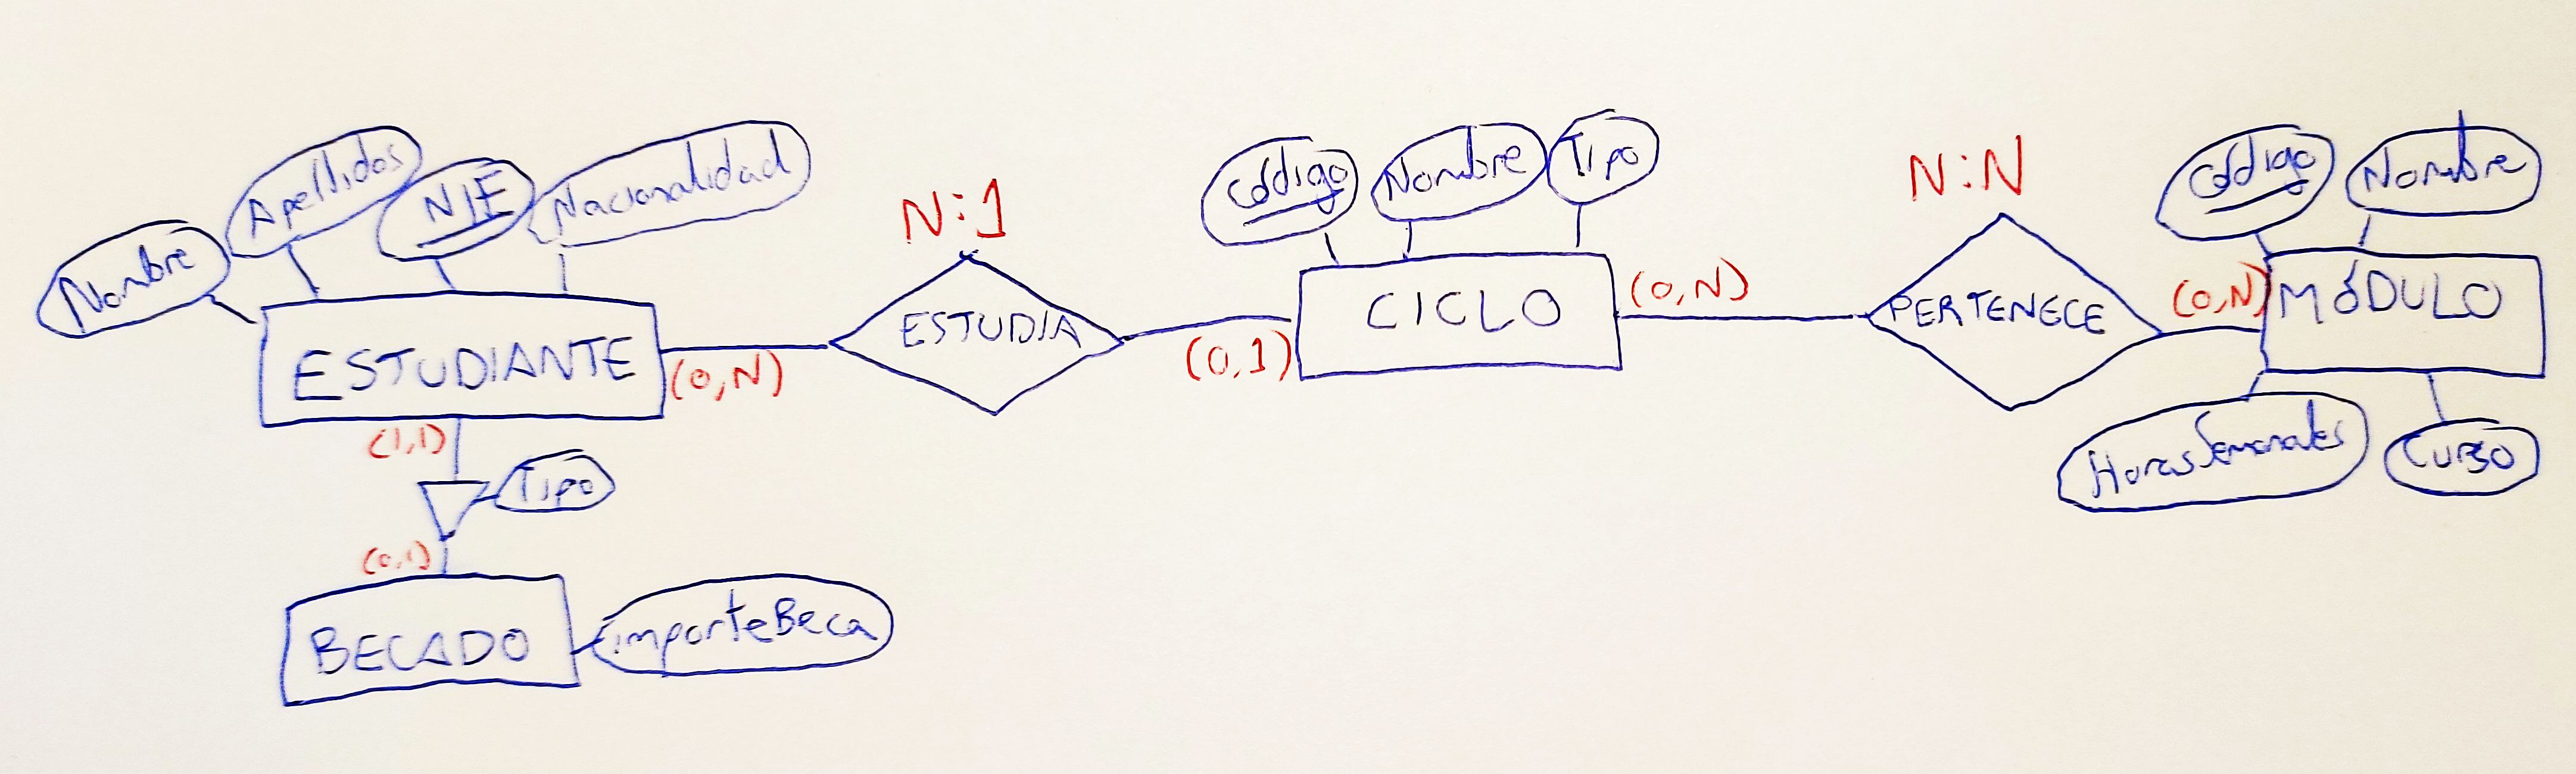 Nombre
Apellidos
NIE
Nacionalidad
ESTUDIANTE
(0,N)
N:1
ESTUDIA
(0,1)
Código
Nombre
Tipo
CICLO
(0,N)
N:N
PERTENECE
(0,N)
Código
Nombre
MÓDULO
HorasSemanales
Curso
(1,1)
Tipo
(0,1)
BECADO
importeBeca